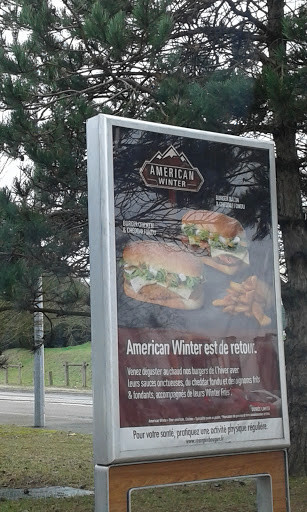 AMERICAN
WINTER
BURGER BACON
BURGER CHICKEN
& CHEDDAR FONDU
American Winter est de retour.
Venez déguster au chaud nos burgers de l'hiver avec
leurs sauces onctueuses, du cheddar fondu et des oignons frits
& fondants, accompagnés de leurs Winter Fries.
Pour votre santé, pratiquez une activité physique régulière.
www.mangerbouger.fr